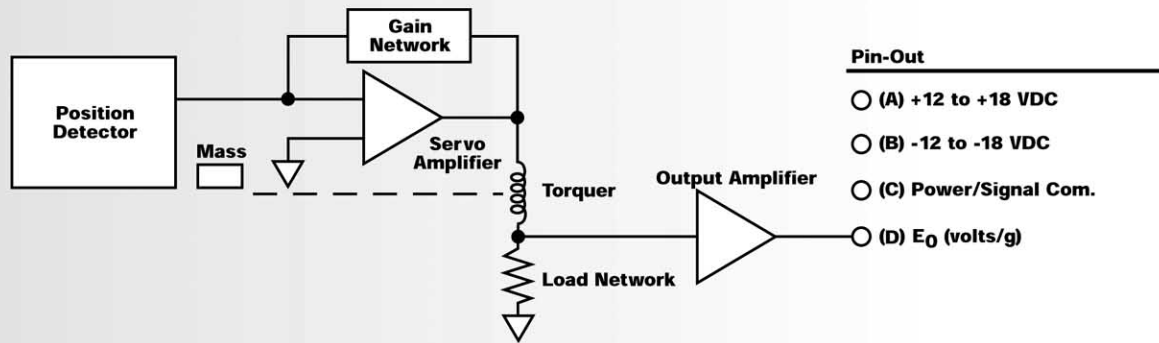 Gain
Network
Pin-Out
(A) +12 to +18 VDC
Position
Detector
(B) -12 to -18 VDC
Mass
Servo
Amplifier
Torquer
Output Amplifier
(C) Power/Signal Com.
(D) E0 (volts/g)
Load Network